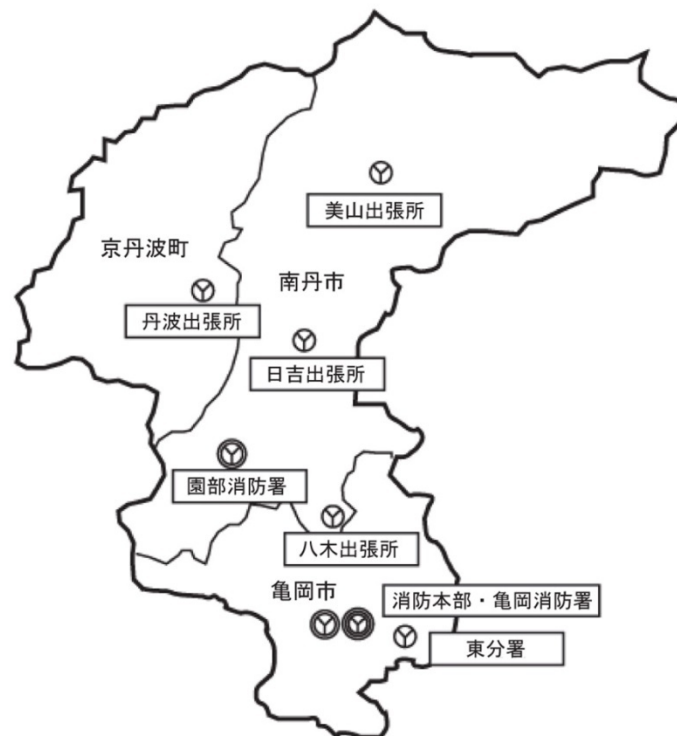 美山出張所
京丹波町
南丹市
丹波出張所
日吉出張所
園部消防署
八木出張所
亀岡市
消防本部・亀岡消防署
東分署